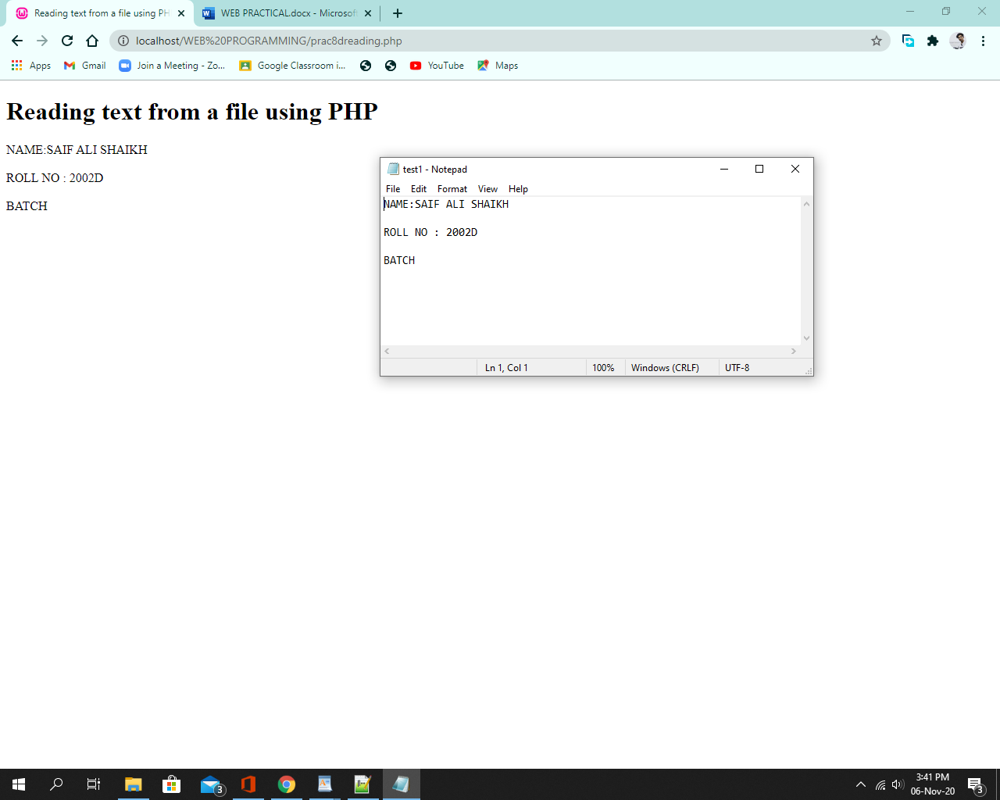 Reading text from a file using PH
WEB PRACTICAL.docx - Microsoft
localhost/WEB%20PROGRAMMING/prac8dreading.php
Apps
Gmail
Join a Meeting - Zo...
Google Classroom i...
YouTube
Maps
Reading text from a file using PHP
NAME:SAIF ALI SHAIKH
ROLL NO : 2002D
BATCH
test1 - Notepad
File Edit Format View Help
NAME:SAIF ALI SHAIKH
ROLL NO : 2002D
BATCH
Ln 1, Col 1 100% Windows (CRLF) UTF-8
3
3:41 PM
06-Nov-20
3